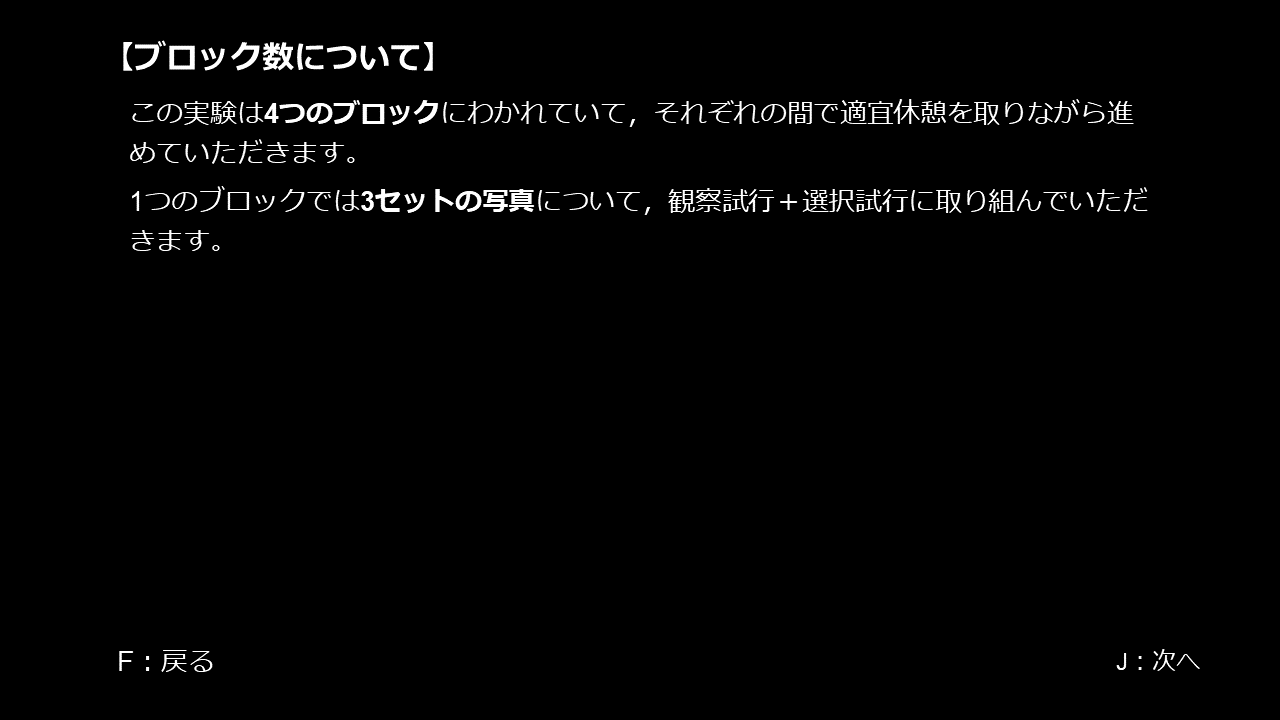 【ブロック数について】
この実験は4つのブロックにわかれていて，それぞれの間で適宜休憩を取りながら進
めていただきます。
1つのブロックでは3セットの写真について，観察試行＋選択試行に取り組んでいただ
きます。
F：戻る
J：次へ